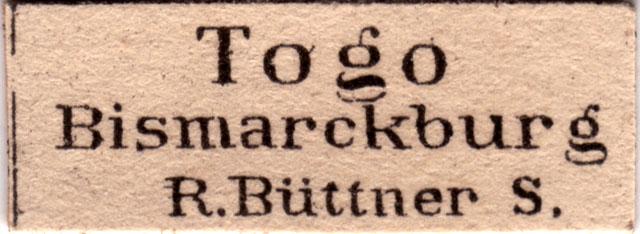 Togo
Bismarckburg
R.Büttner S.